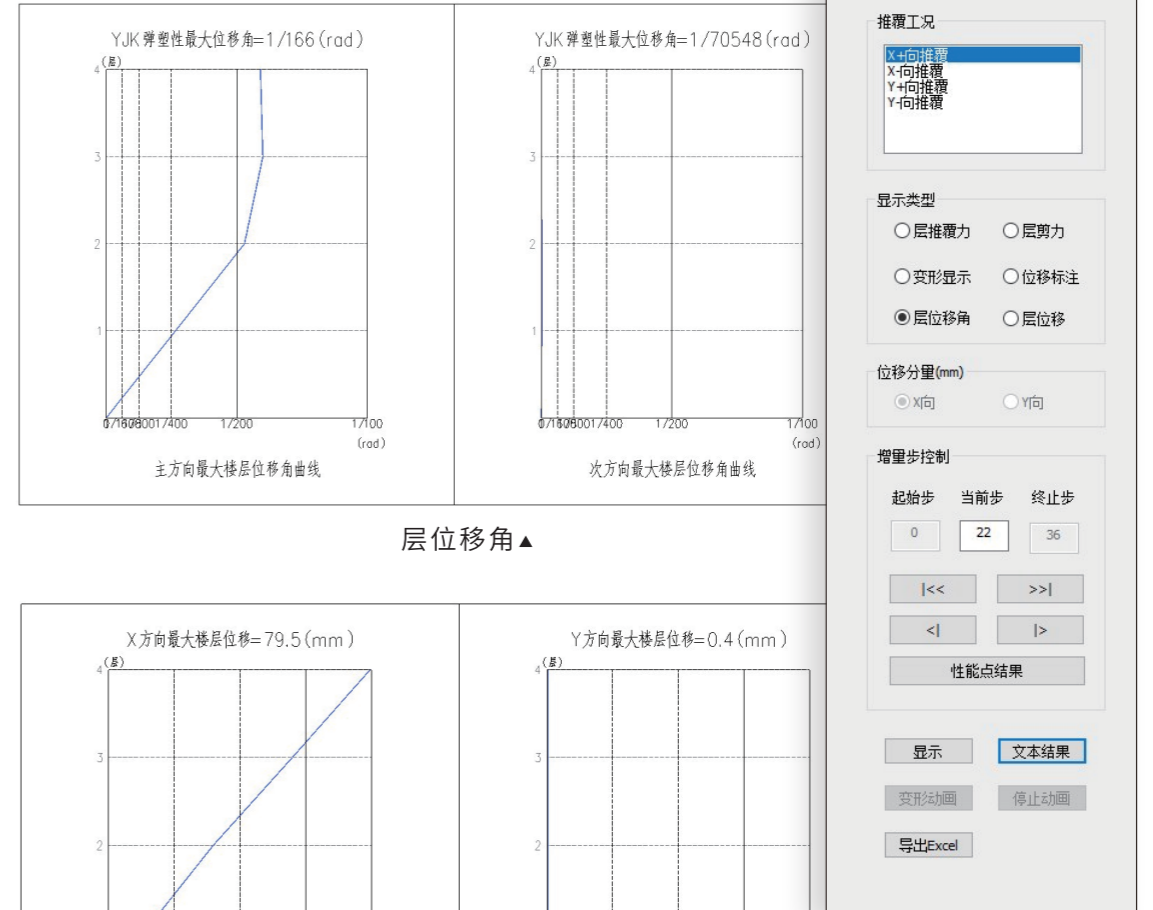 YJK弹塑性最大位移角=1/166(rad)
(层)
4
3
2
1
1/400
1/200
1/100
(rad)
主方向最大楼层位移角曲线
YJK弹塑性最大位移角=1/70548(rad)
(层)
4
3
2
1
1/400
1/200
1/100
(rad)
次方向最大楼层位移角曲线
层位移角▲
X方向最大楼层位移=79.5(mm)
(层)
4
3
2
Y方向最大楼层位移=0.4(mm)
(层)
4
3
2
推覆工况
X+向推覆
X-向推覆
Y+向推覆
Y-向推覆
显示类型
层推覆力 层剪力
变形显示 位移标注
层位移角 层位移
位移分量(mm)
X向 Y向
增量步控制
起始步 当前步 终止步
0 22 36
|<< >>|
<| |>
性能点结果
显示 文本结果
变形动画 停止动画
导出Excel